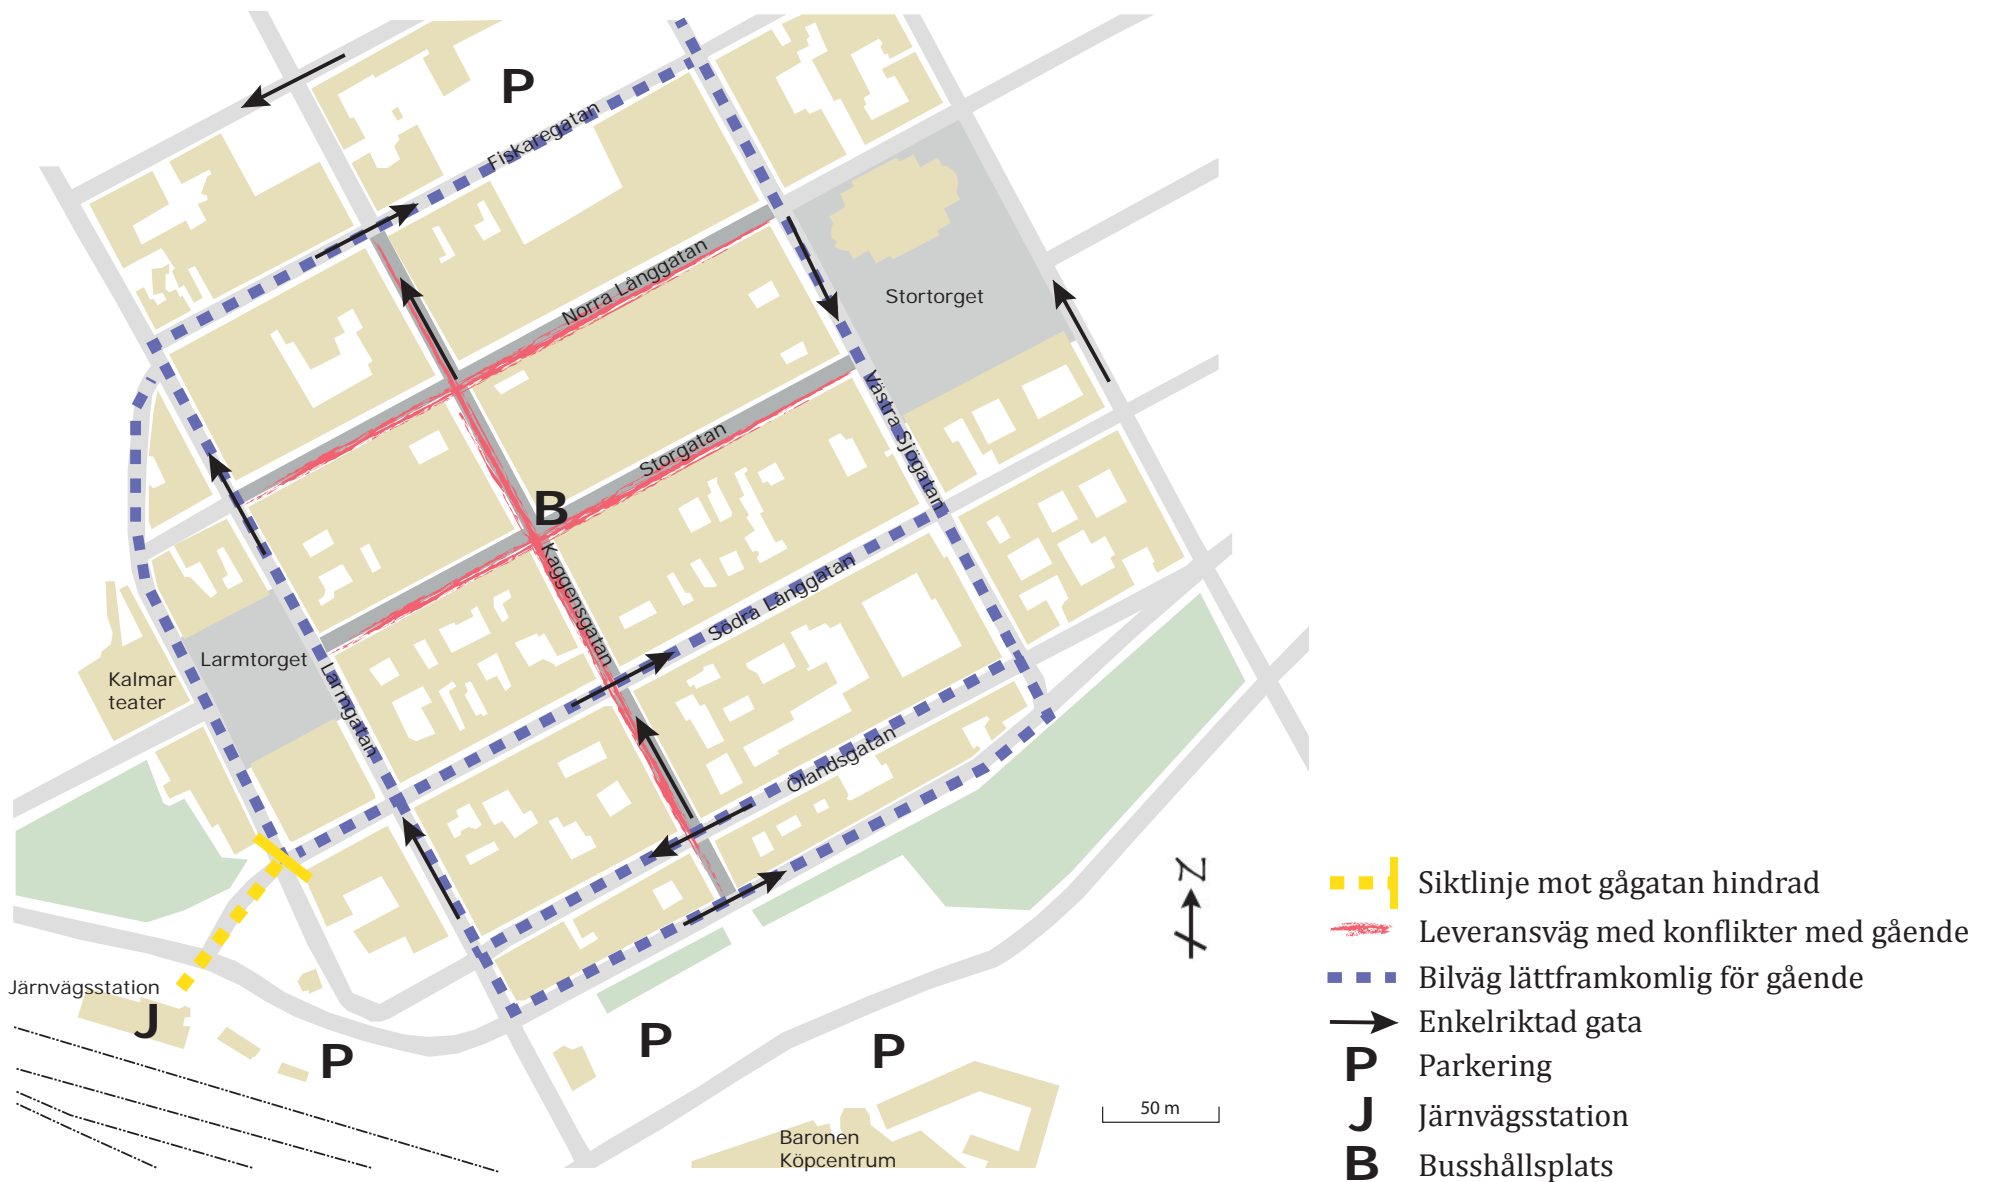 P
Fiskaregatan
Norra Långgatan
Stortorget
Storgatan
Västra Sjögatan
B
Kaggensgatan
Södra Långgatan
Larmtorget
Larmgatan
Kalmar
teater
Ölandsgatan
Järnvägsstation
J
P
P
P
Baronen
Köpcentrum
N
50 m
Siktlinje mot gågatan hindrad
Leveransväg med konflikter med gående
Bilväg lättframkomlig för gående
Enkelriktad gata
P Parkering
J Järnvägsstation
B Busshållsplats